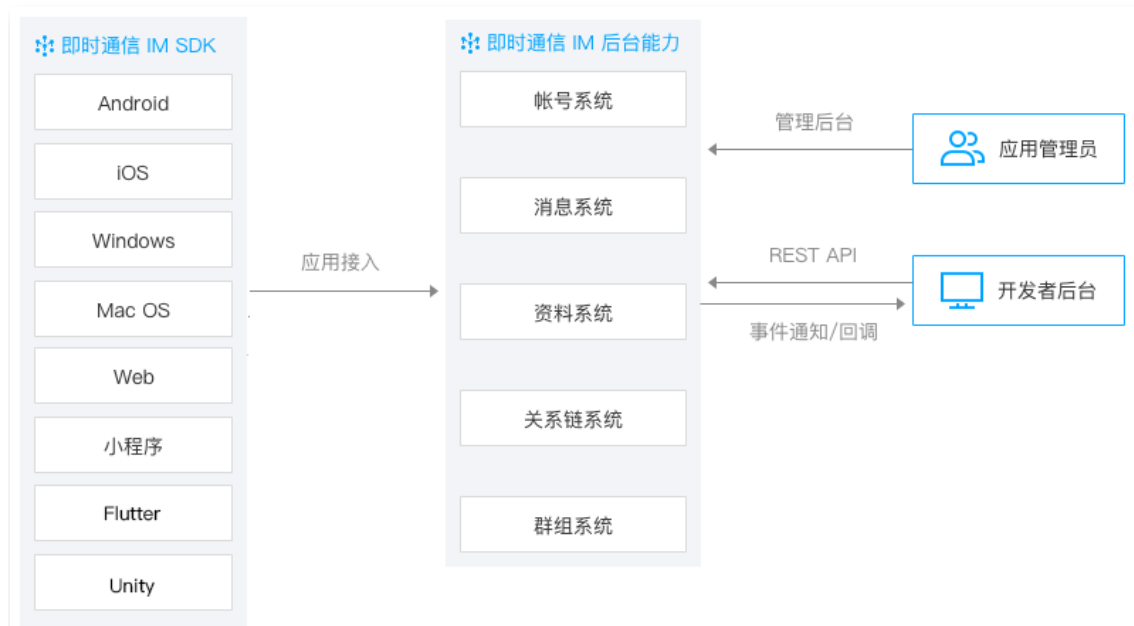 即时通信 IM SDK
Android
iOS
Windows
Mac OS
Web
小程序
Flutter
Unity
应用接入
即时通信 IM 后台能力
帐号系统
消息系统
资料系统
关系链系统
群组系统
管理后台
应用管理员
REST API
事件通知/回调
开发者后台